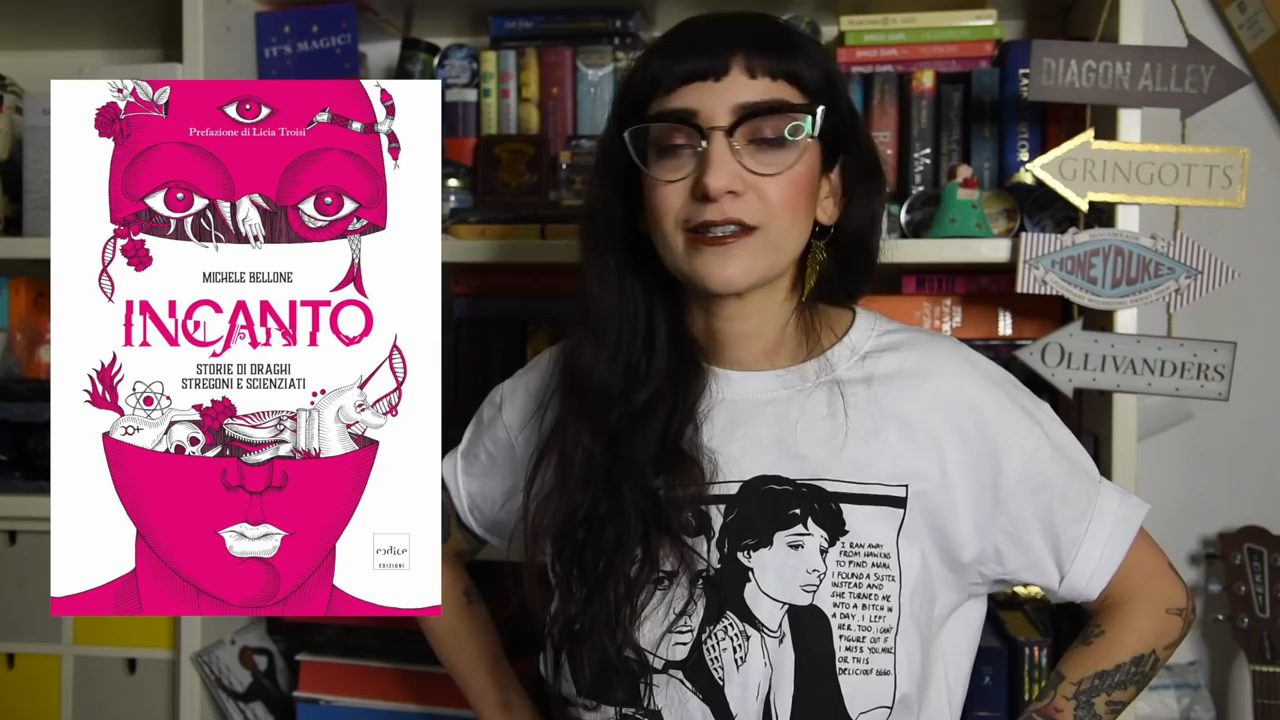 IT'S MAGIC!
Prefazione di Licia Troisi
MICHELE BELLONE
INCANTO
STORIE DI DRAGHI
STREGONI E SCIENZIATI
codice
EDIZIONI
DIAGON ALLEY
GRINGOTTS
HONEYDUKES
OLLIVANDERS
MOXIE
I RAN AWAY
FROM HAWKINS
TO FIND MAMA.
I FOUND A SISTER
INSTEAD AND
SHE TURNED ME
INTO A BITCH IN
A DAY. I LEFT
HER, TOO. I CAN'T
FIGURE OUT IF
I MISS YOU, MIKE,
OR THIS
DELICIOUS EGGO.